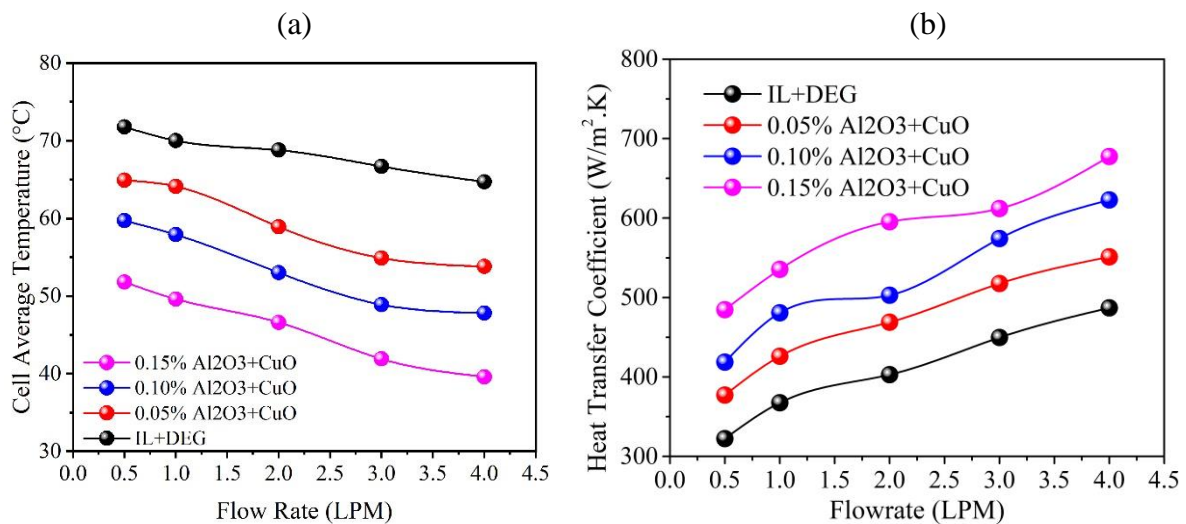 (a)
80
70
60
50
40
30
Cell Average Temperature (°C)
0.15% Al2O3+CuO
0.10% Al2O3+CuO
0.05% Al2O3+CuO
IL+DEG
0.0 0.5 1.0 1.5 2.0 2.5 3.0 3.5 4.0 4.5
Flow Rate (LPM)
(b)
800
700
600
500
400
300
Heat Transfer Coefficient (W/m².K)
IL+DEG
0.05% Al2O3+CuO
0.10% Al2O3+CuO
0.15% Al2O3+CuO
0.0 0.5 1.0 1.5 2.0 2.5 3.0 3.5 4.0 4.5
Flowrate (LPM)